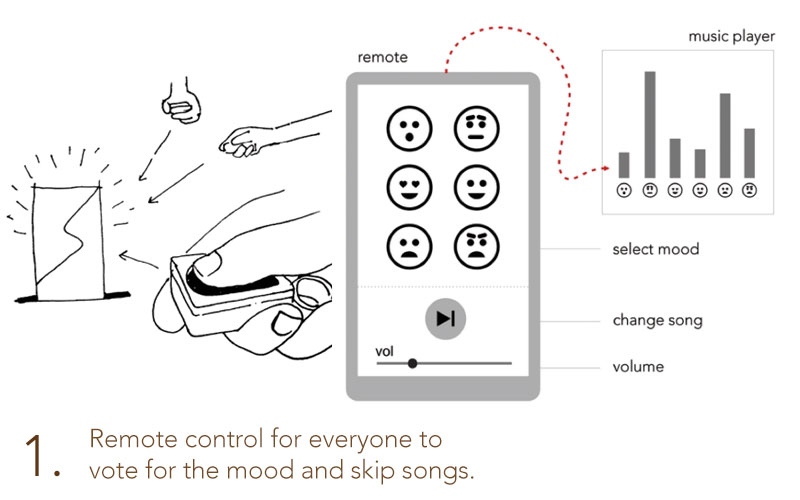 remote
music player
select mood
change song
vol
volume
1.
Remote control for everyone to
vote for the mood and skip songs.